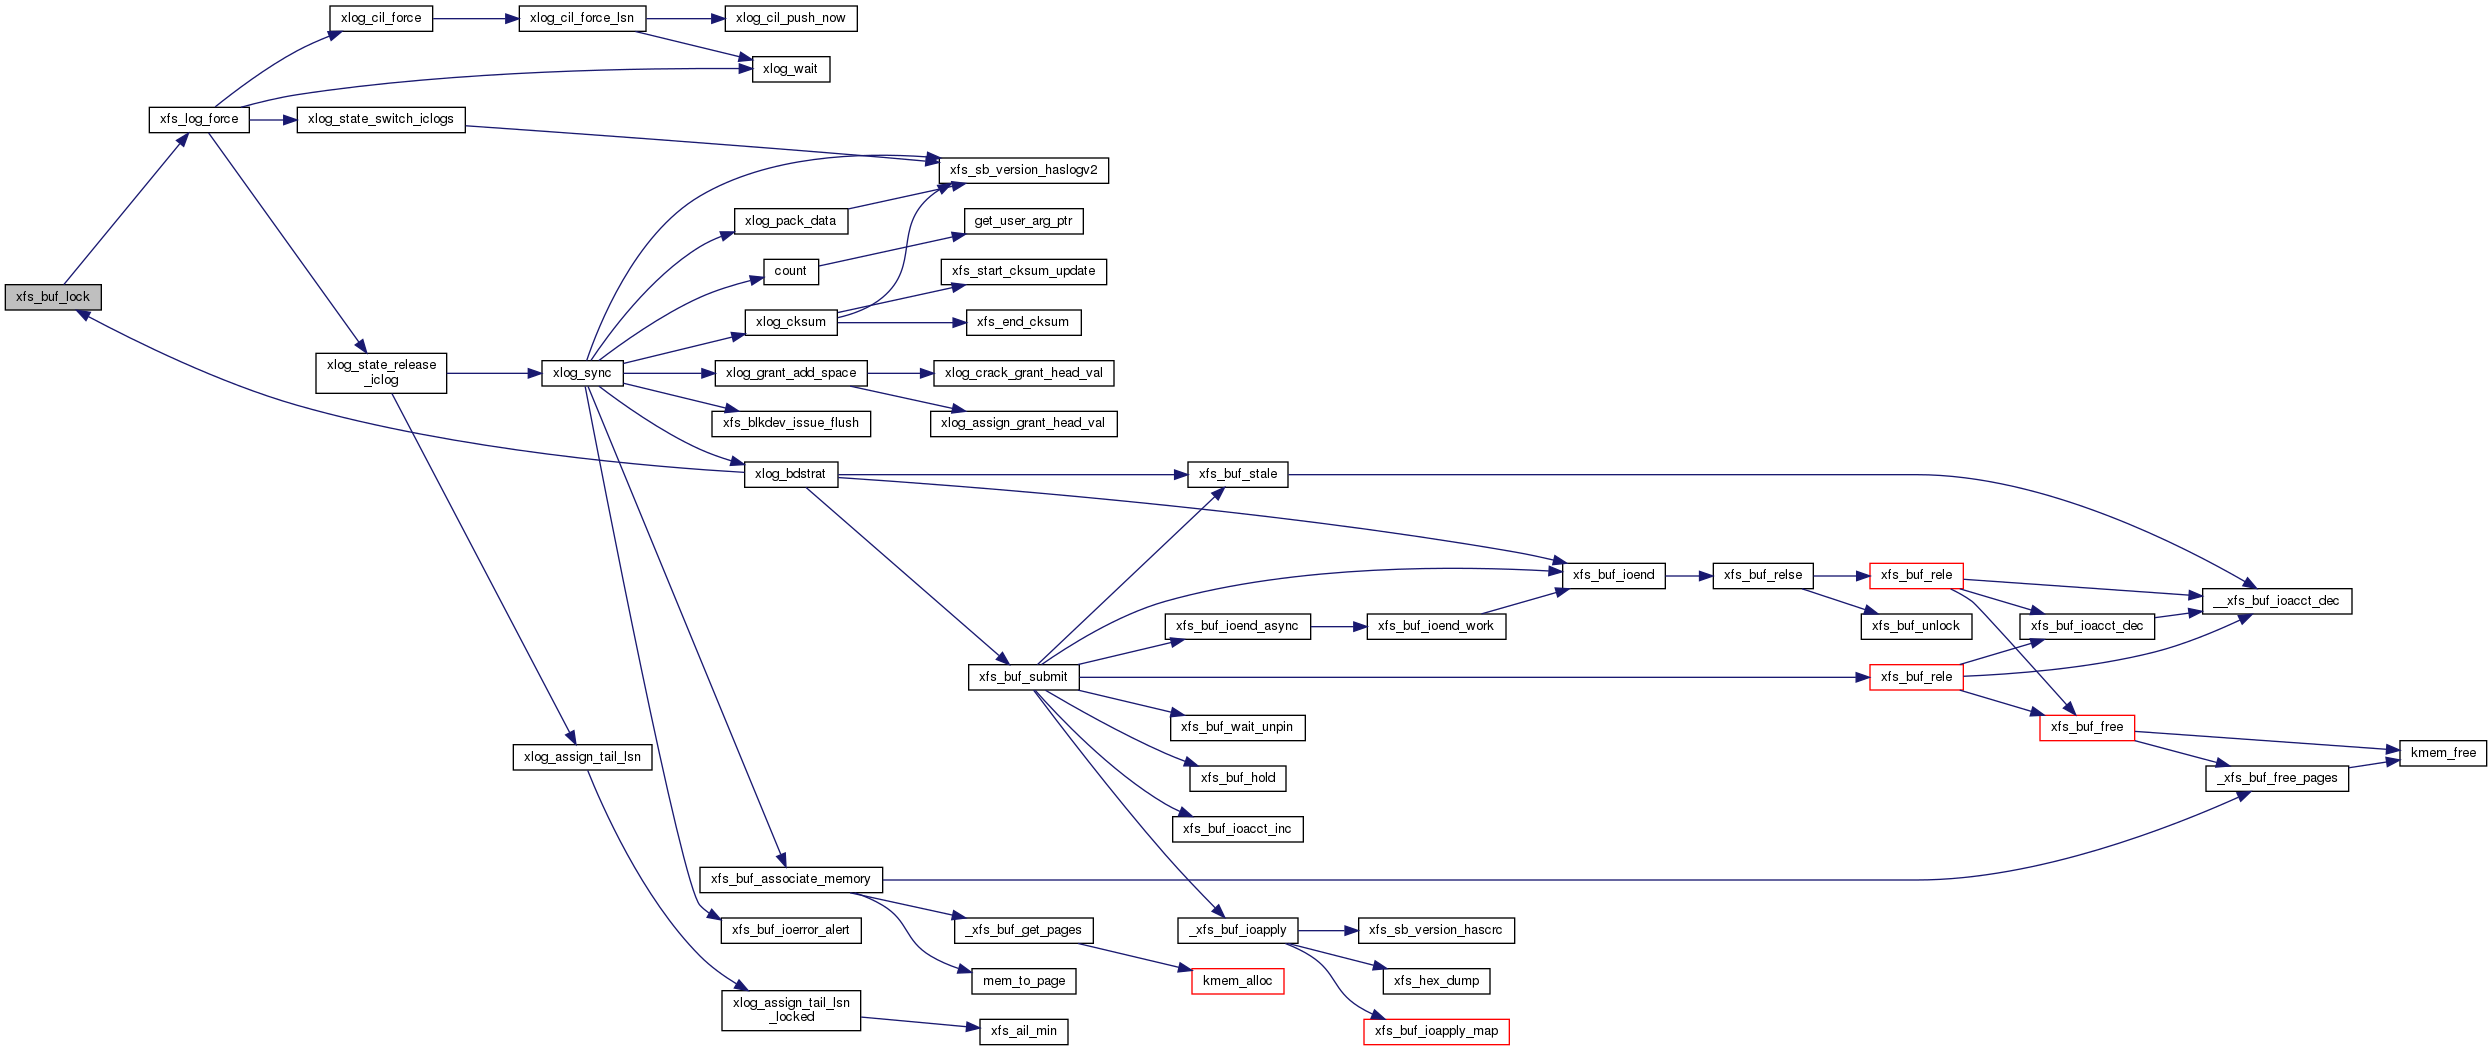 xlog_cil_force
xlog_cil_force_lsn
xlog_cil_push_now
xlog_wait
xfs_log_force
xlog_state_switch_iclogs
xfs_sb_version_haslogv2
xlog_pack_data
get_user_arg_ptr
count
xfs_start_cksum_update
xfs_buf_lock
xlog_cksum
xfs_end_cksum
xlog_state_release
_iclog
xlog_sync
xlog_grant_add_space
xlog_crack_grant_head_val
xfs_blkdev_issue_flush
xlog_assign_grant_head_val
xlog_bdstrat
xfs_buf_stale
xfs_buf_ioend
xfs_buf_relse
xfs_buf_rele
__xfs_buf_ioacct_dec
xfs_buf_ioend_async
xfs_buf_ioend_work
xfs_buf_unlock
xfs_buf_ioacct_dec
xfs_buf_submit
xfs_buf_rele
xfs_buf_wait_unpin
xfs_buf_free
xlog_assign_tail_lsn
kmem_free
xfs_buf_hold
_xfs_buf_free_pages
xfs_buf_ioacct_inc
xfs_buf_associate_memory
xfs_buf_ioerror_alert
_xfs_buf_get_pages
_xfs_buf_ioapply
xfs_sb_version_hascrc
mem_to_page
kmem_alloc
xfs_hex_dump
xlog_assign_tail_lsn
_locked
xfs_ail_min
xfs_buf_ioapply_map